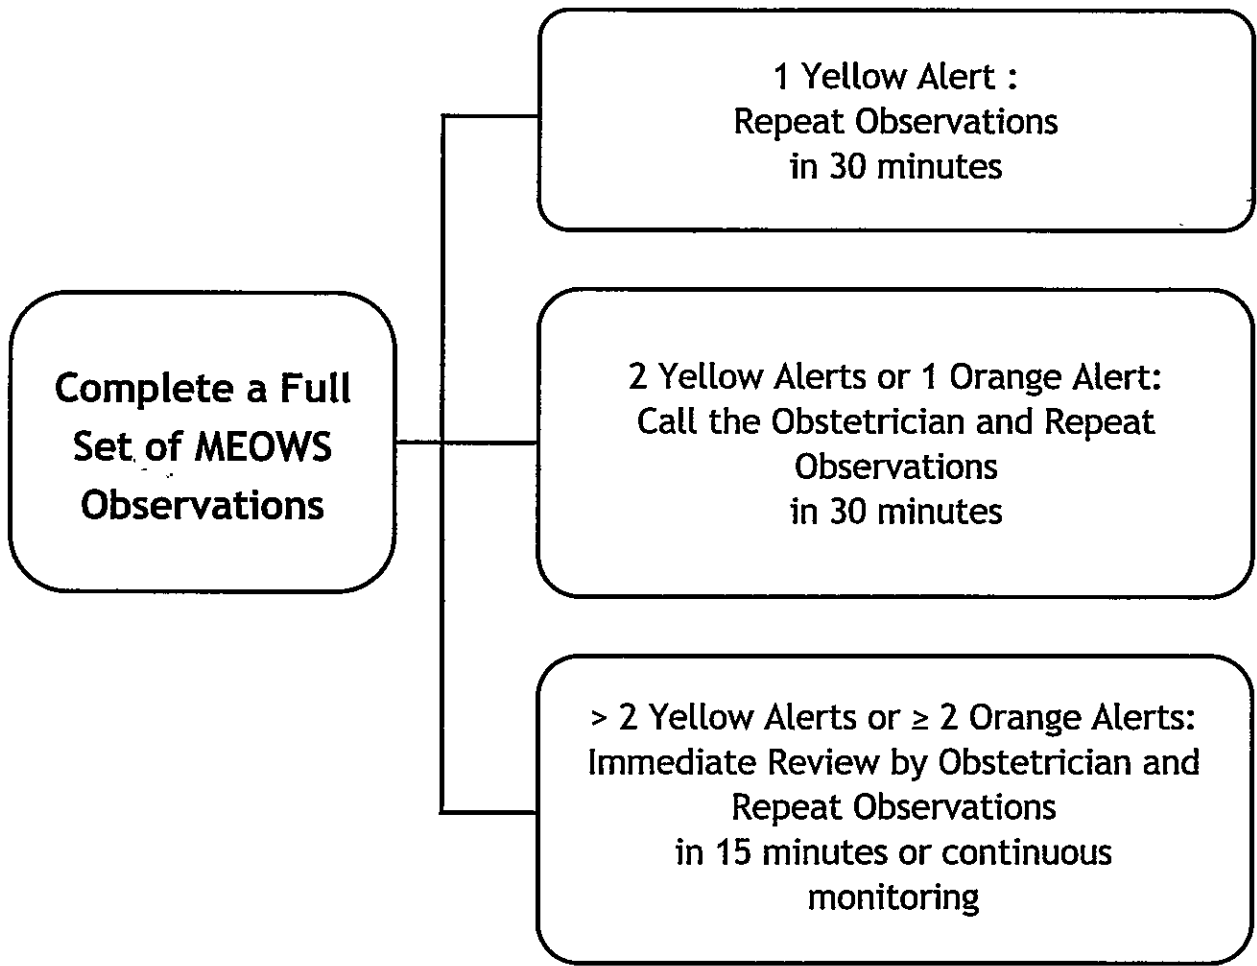 1 Yellow Alert :
Repeat Observations
in 30 minutes
Complete a Full
Set of MEOWS
Observations
2 Yellow Alerts or 1 Orange Alert:
Call the Obstetrician and Repeat
Observations
in 30 minutes
> 2 Yellow Alerts or ≥ 2 Orange Alerts:
Immediate Review by Obstetrician and
Repeat Observations
in 15 minutes or continuous
monitoring